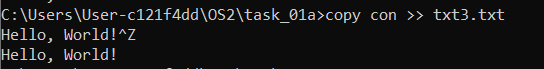 C:\Users\User-c121f4dd\OS2\task_01a>copy con >> txt3.txt
Hello, World!^Z
Hello, World!